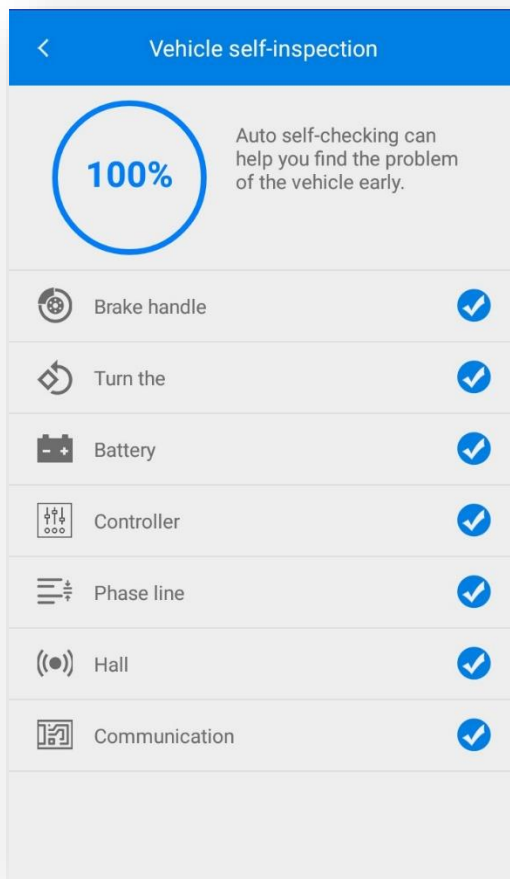 Vehicle self-inspection
100%
Auto self-checking can
help you find the problem
of the vehicle early.
Brake handle
Turn the
Battery
Controller
Phase line
Hall
Communication